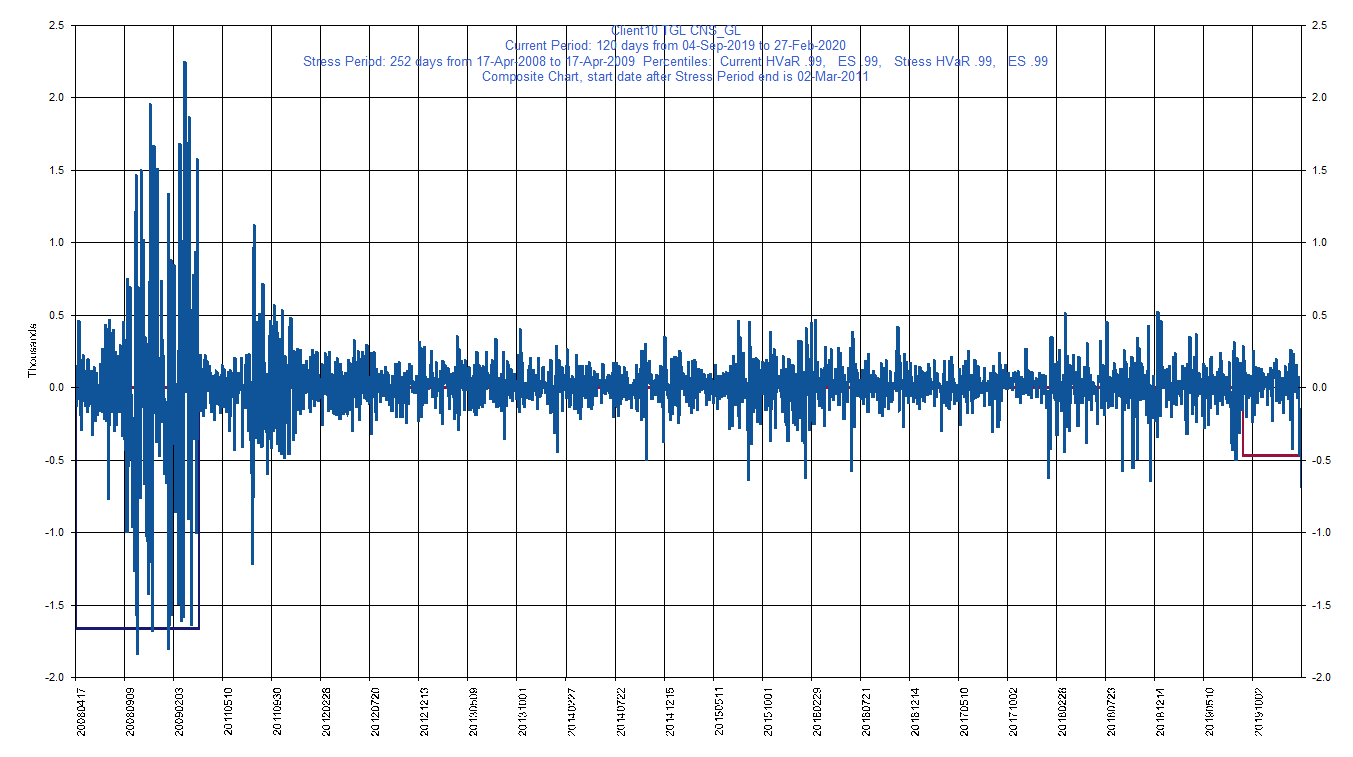 Client10 TGL CNS_GL
Current Period: 120 days from 04-Sep-2019 to 27-Feb-2020
Stress Period: 252 days from 17-Apr-2008 to 17-Apr-2009 Percentiles: Current HVaR .99, ES .99, Stress HVaR .99, ES .99
Composite Chart, start date after Stress Period end is 02-Mar-2011
2.5 2.5
2.0 2.0
1.5 1.5
1.0 1.0
0.5 0.5
Thousands
0.0 0.0
-0.5 -0.5
-1.0 -1.0
-1.5 -1.5
-2.0 -2.0
20080417 20080909 20090203 20110510 20110930 20120228 20120720 20121213 20130509 20131001 20140227 20140722 20141215 20150511 20151001 20160229 20160721 20161214 20170510 20171002 20180228 20180723 20181214 20190510 20191002